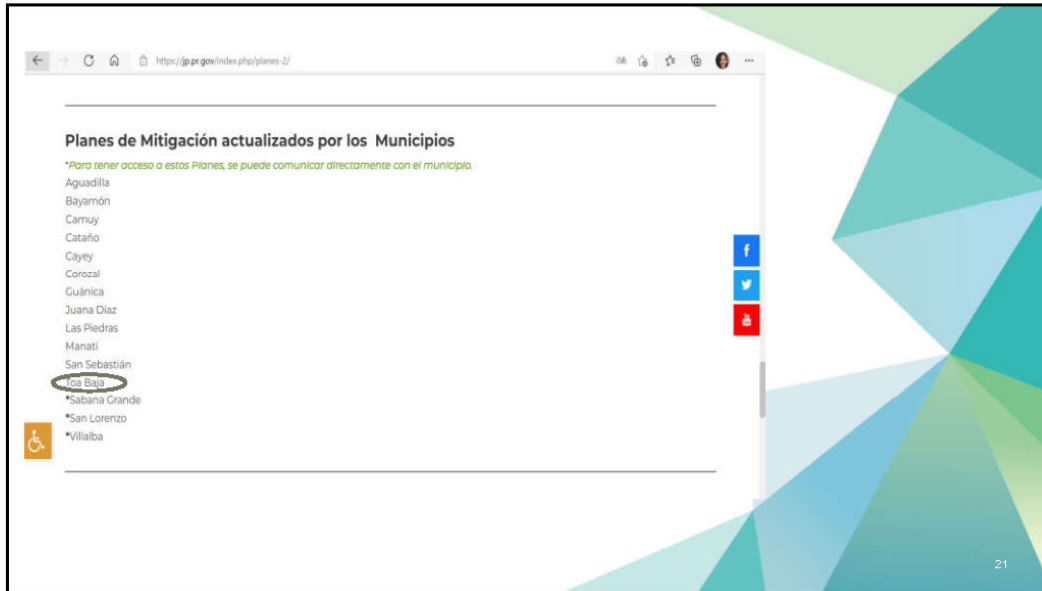 https://jp.pr.gov/index.php/planes-2/
Planes de Mitigación actualizados por los Municipios
*Para tener acceso a estos Planes, se puede comunicar directamente con el municipio.
Aguadilla
Bayamón
Camuy
Cataño
Cayey
Corozal
Guánica
Juana Díaz
Las Piedras
Manatí
San Sebastián
Toa Baja
*Sabana Grande
*San Lorenzo
*Villalba
21